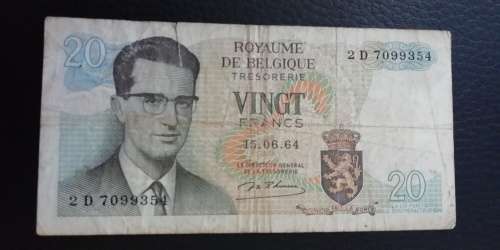 20
ROYAUME
DE BELGIQUE
TRESORERIE
2 D 7099354
VINGT
FRANCS
15.06.64
LE DIRECTEUR GENERAL
DE LA TRESORERIE
2 D 7099354
20